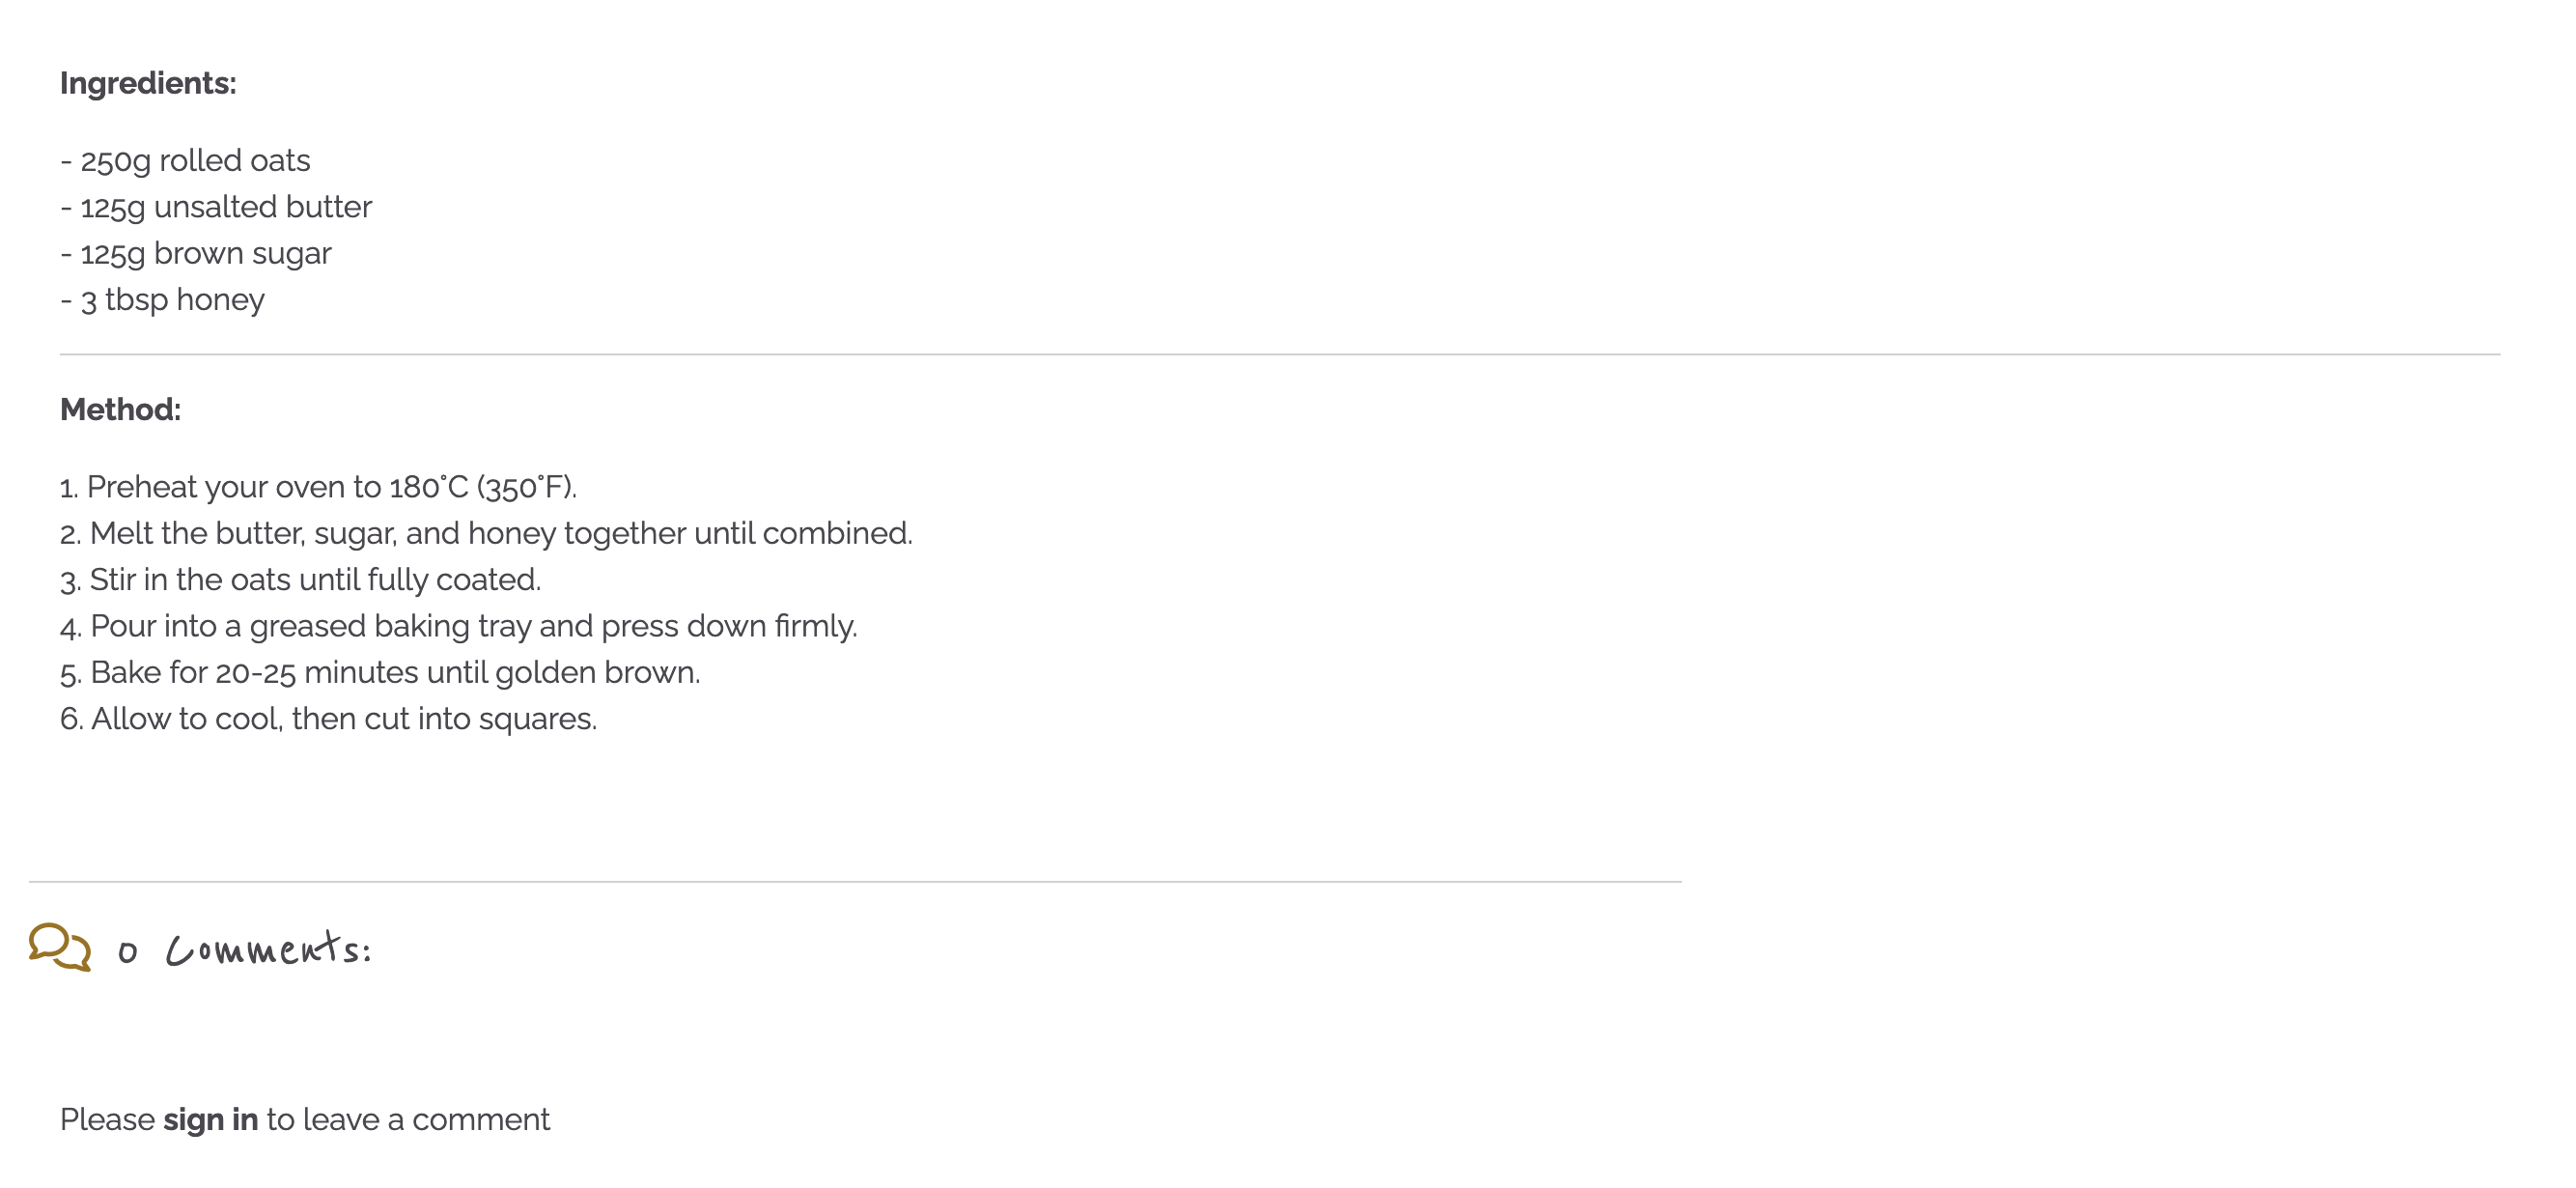 Ingredients:
- 250g rolled oats
- 125g unsalted butter
- 125g brown sugar
- 3 tbsp honey
Method:
1. Preheat your oven to 180°C (350°F).
2. Melt the butter, sugar, and honey together until combined.
3. Stir in the oats until fully coated.
4. Pour into a greased baking tray and press down firmly.
5. Bake for 20-25 minutes until golden brown.
6. Allow to cool, then cut into squares.
0 Comments:
Please sign in to leave a comment